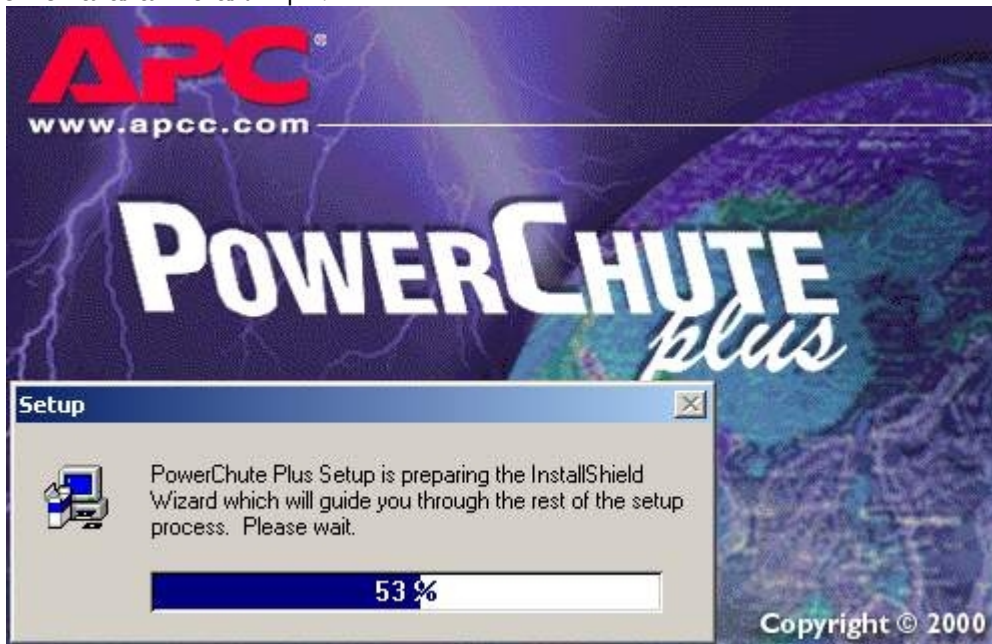 APC®
www.apcc.com
POWERCHUTE
plus
Setup
PowerChute Plus Setup is preparing the InstallShield
Wizard which will guide you through the rest of the setup
process. Please wait.
53 %
Copyright © 2000